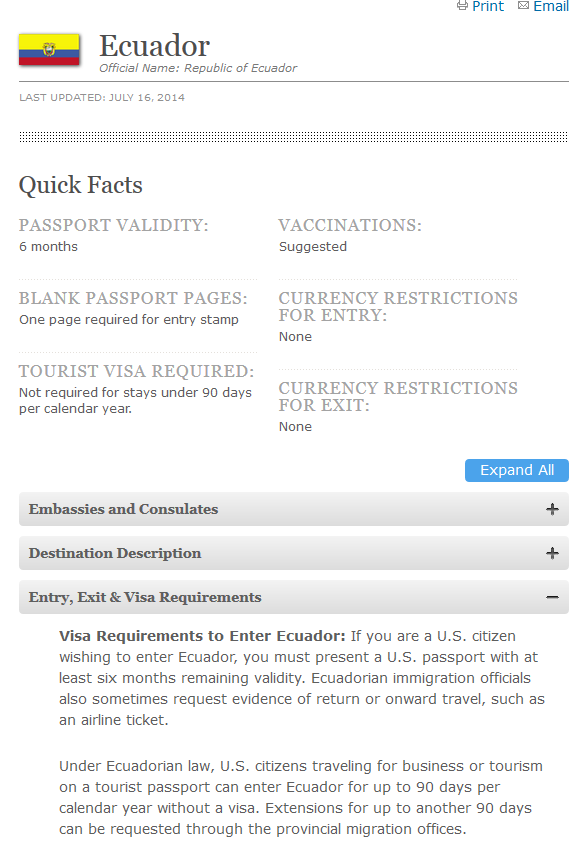 Print Email
Ecuador
Official Name: Republic of Ecuador
LAST UPDATED: JULY 16, 2014
Quick Facts
PASSPORT VALIDITY:
6 months
BLANK PASSPORT PAGES:
One page required for entry stamp
TOURIST VISA REQUIRED:
Not required for stays under 90 days
per calendar year.
VACCINATIONS:
Suggested
CURRENCY RESTRICTIONS
FOR ENTRY:
None
CURRENCY RESTRICTIONS
FOR EXIT:
None
Expand All
Embassies and Consulates
Destination Description
Entry, Exit & Visa Requirements
Visa Requirements to Enter Ecuador: If you are a U.S. citizen
wishing to enter Ecuador, you must present a U.S. passport with at
least six months remaining validity. Ecuadorian immigration officials
also sometimes request evidence of return or onward travel, such as
an airline ticket.
Under Ecuadorian law, U.S. citizens traveling for business or tourism
on a tourist passport can enter Ecuador for up to 90 days per
calendar year without a visa. Extensions for up to another 90 days
can be requested through the provincial migration offices.